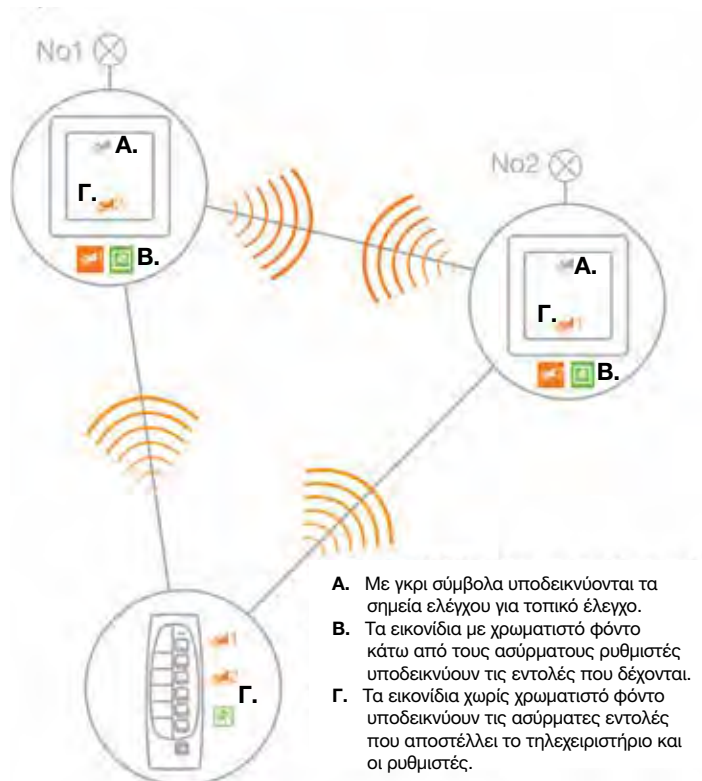 No1
A.
Γ.
B.
No2
A.
Γ.
B.
1
Γ.
A. Με γκρι σύμβολα υποδεικνύονται τα
σημεία ελέγχου για τοπικό έλεγχο.
B. Τα εικονίδια με χρωματιστό φόντο
κάτω από τους ασύρματους ρυθμιστές
υποδεικνύουν τις εντολές που δέχονται.
Γ. Τα εικονίδια χωρίς χρωματιστό φόντο
υποδεικνύουν τις ασύρματες εντολές
που αποστέλλει το τηλεχειριστήριο και
οι ρυθμιστές.